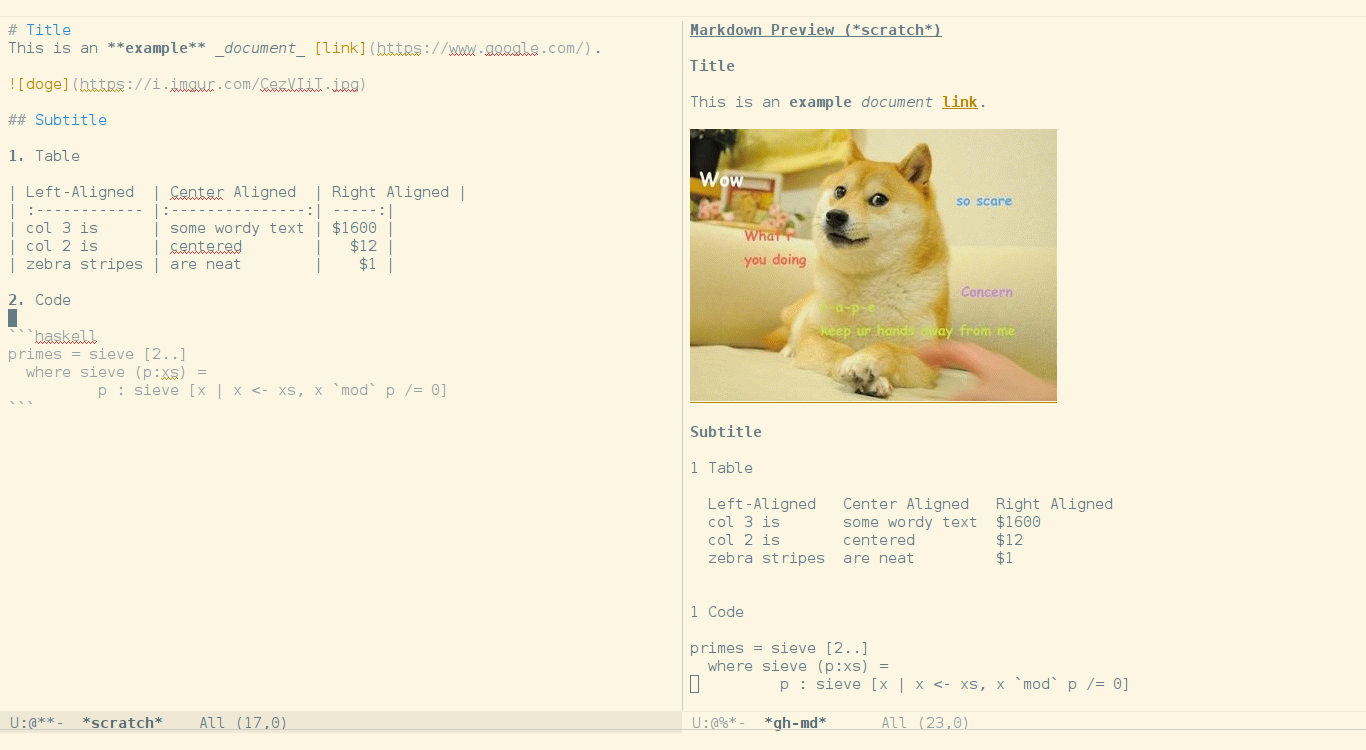 # Title
This is an **example** _document_ [link](https://www.google.com/).
![doge](https://i.imgur.com/CezVIiT.jpg)
## Subtitle
1. Table
| Left-Aligned  | Center Aligned  | Right Aligned |
| :------------ |:---------------:| -----:|
| col 3 is      | some wordy text | $1600 |
| col 2 is      | centered        |   $12 |
| zebra stripes | are neat        |    $1 |
2. Code
```haskell
primes = sieve [2..]
  where sieve (p:xs) =
          p : sieve [x | x <- xs, x `mod` p /= 0]
```
U:@**-  *scratch*    All (17,0)
Markdown Preview (*scratch*)
Title
This is an example document link.
Wow
so scare
What r
you doing
Concern
keep ur hands away from me
Subtitle
1 Table
Left-Aligned   Center Aligned   Right Aligned
col 3 is       some wordy text  $1600
col 2 is       centered         $12
zebra stripes  are neat         $1
1 Code
primes = sieve [2..]
  where sieve (p:xs) =
          p : sieve [x | x <- xs, x `mod` p /= 0]
U:@%*-  *gh-md*      All (23,0)